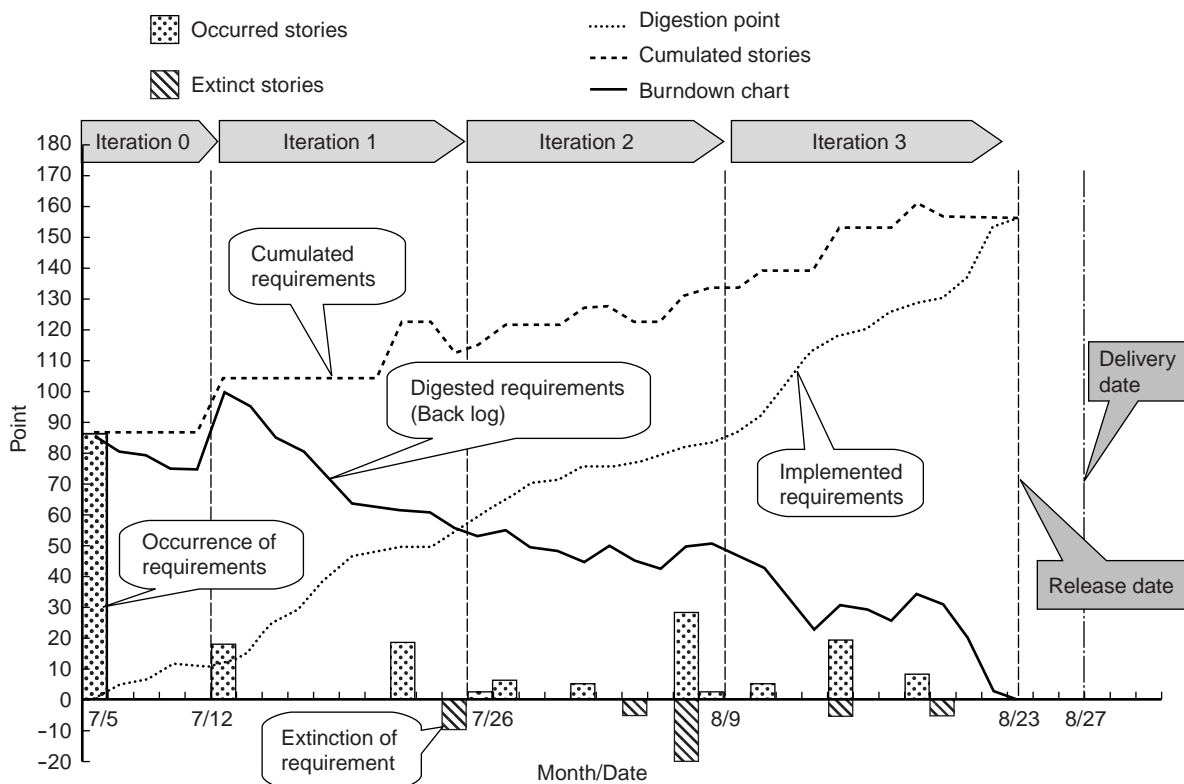 Occurred stories
Extinct stories
Digestion point
Cumulated stories
Burndown chart
Iteration 0
Iteration 1
Iteration 2
Iteration 3
180
170
160
150
140
130
120
110
100
90
80
70
60
50
40
30
20
10
0
−10
−20
Point
Cumulated
requirements
Digested requirements
(Back log)
Implemented
requirements
Delivery
date
Release date
Occurrence of
requirements
Extinction of
requirement
7/5
7/12
7/26
8/9
8/23
8/27
Month/Date